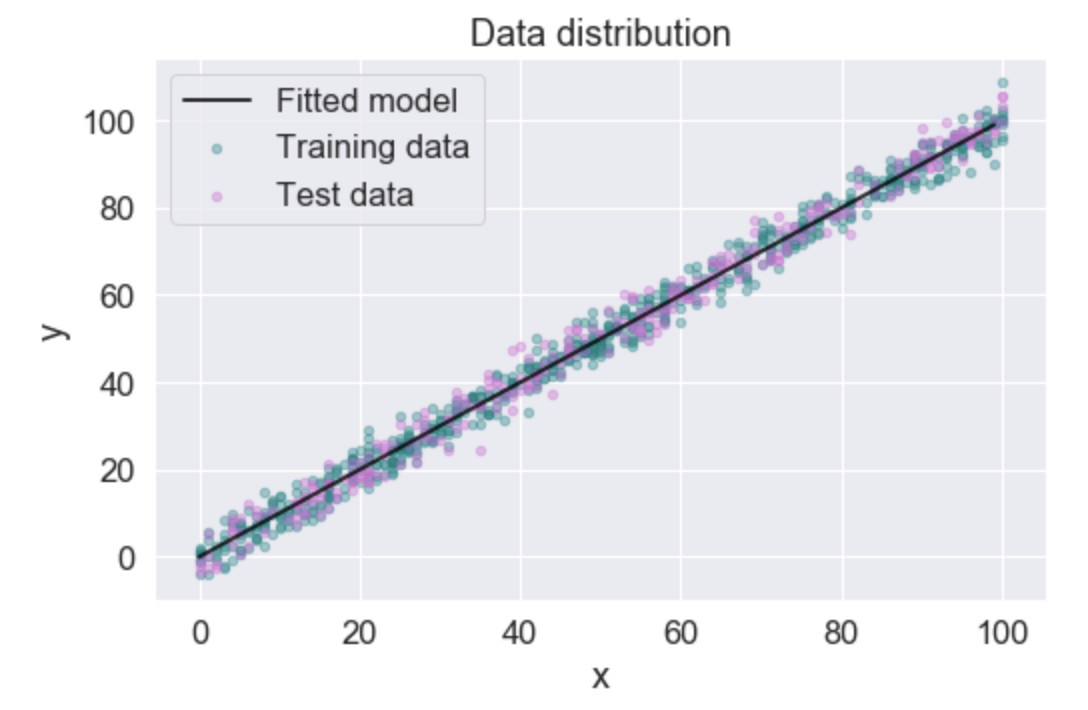 Data distribution
Fitted model
Training data
Test data
100
80
60
40
20
0
y
0 20 40 60 80 100
x